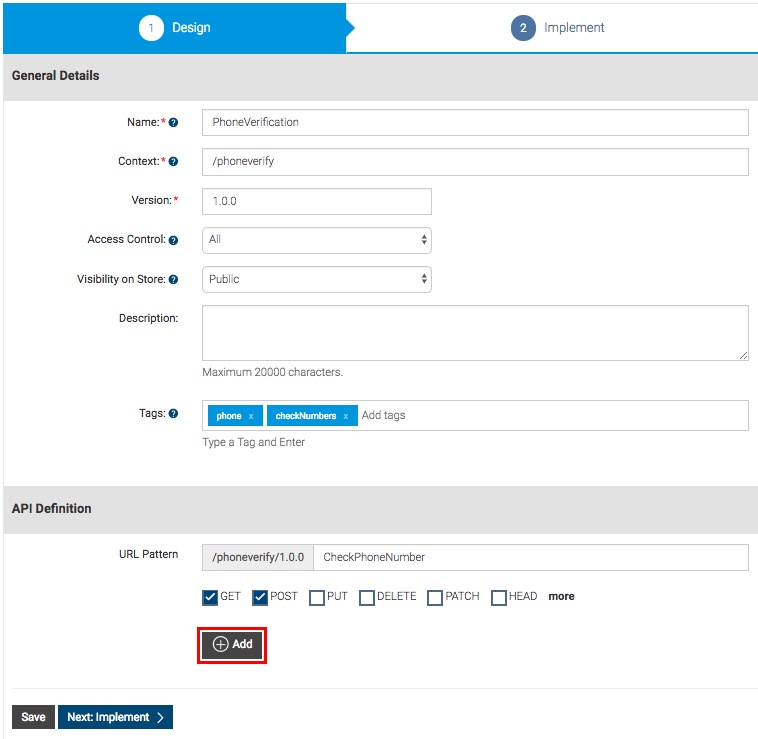 1 Design 2 Implement
General Details
Name:* ? PhoneVerification
Context:* ? /phoneverify
Version:* 1.0.0
Access Control: ? All
Visibility on Store: ? Public
Description:
Maximum 20000 characters.
Tags: ? phone x checkNumbers x Add tags
Type a Tag and Enter
API Definition
URL Pattern /phoneverify/1.0.0 CheckPhoneNumber
GET POST PUT DELETE PATCH HEAD more
Add
Save Next: Implement